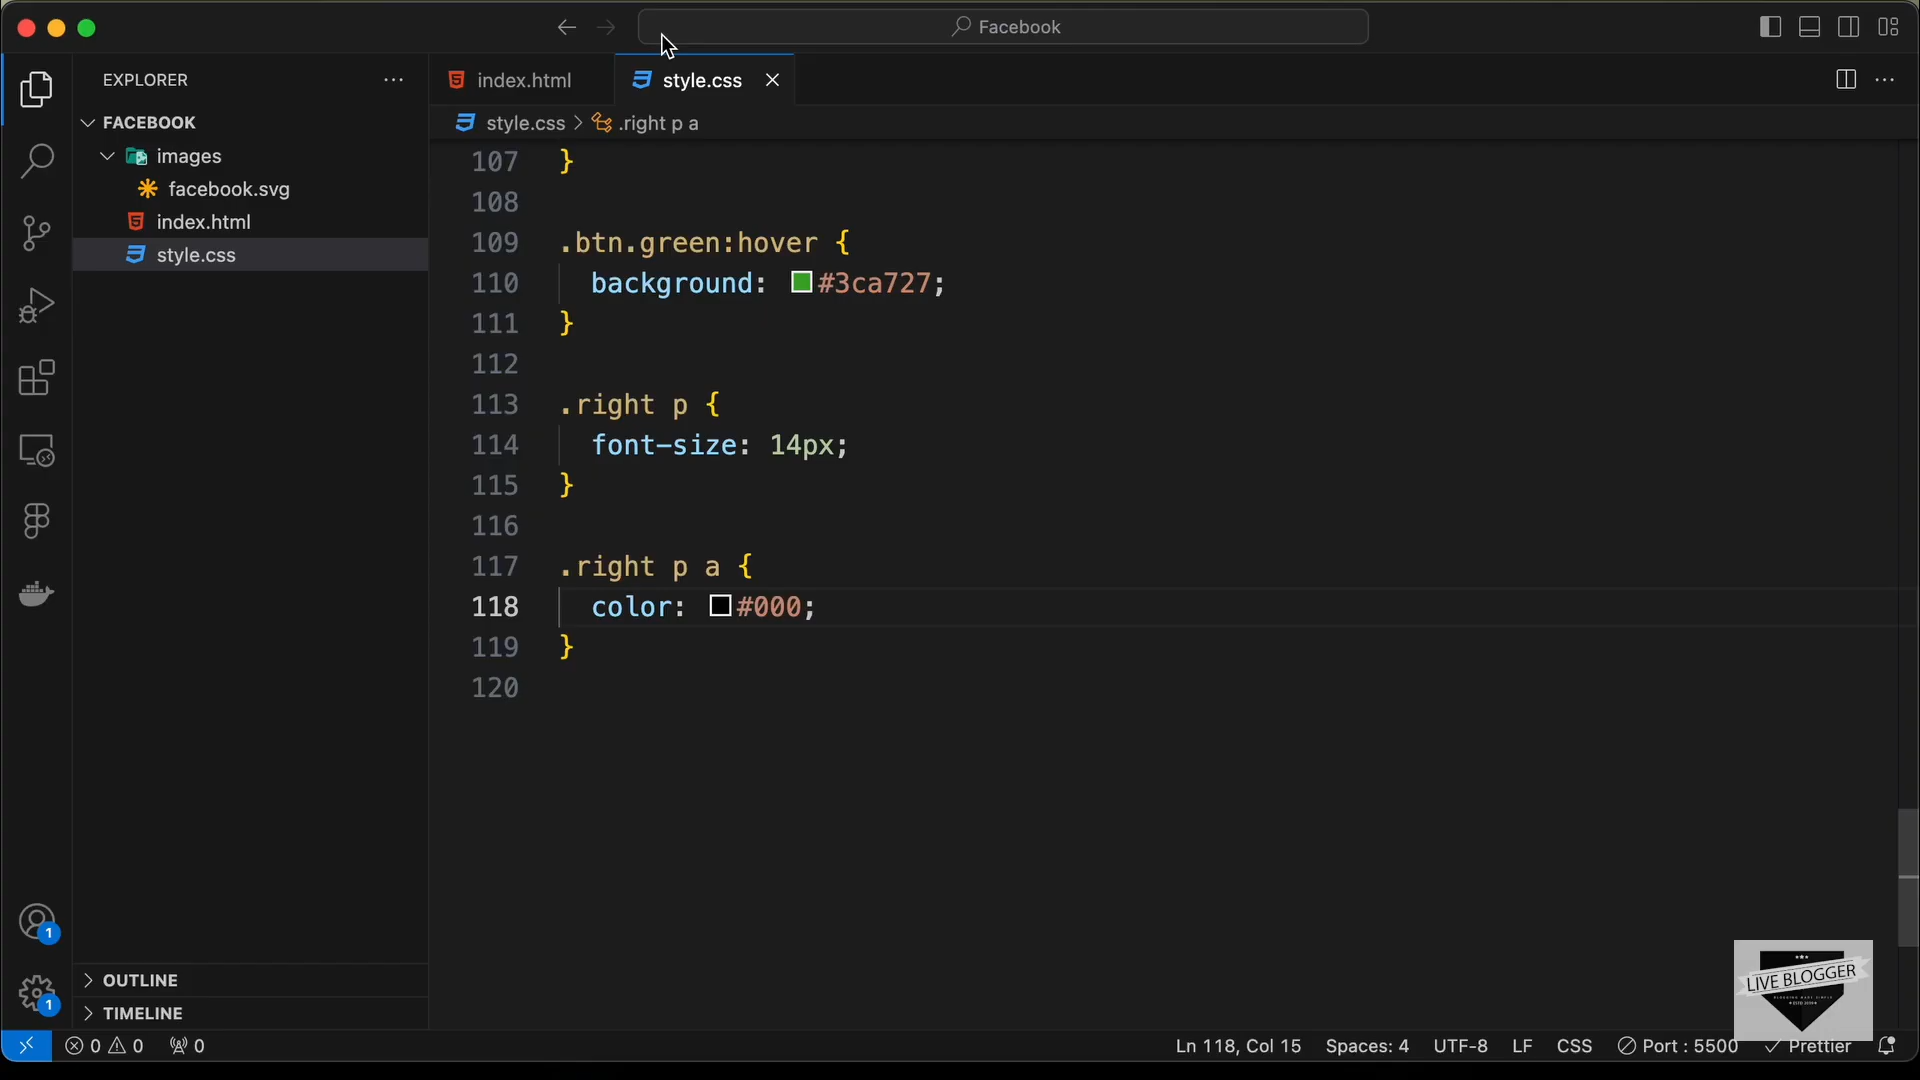 Facebook
EXPLORER
index.html
style.css
FACEBOOK
style.css
.right p a
images
facebook.svg
index.html
style.css
107 }
108
109 .btn.green:hover {
110 background: #3ca727;
111 }
112
113 .right p {
114 font-size: 14px;
115 }
116
117 .right p a {
118 color: #000;
119 }
120
1
1
OUTLINE
TIMELINE
LIVE BLOGGER
0
0
0
Ln 118, Col 15
Spaces: 4
UTF-8
LF
CSS
Port : 5500
Prettier